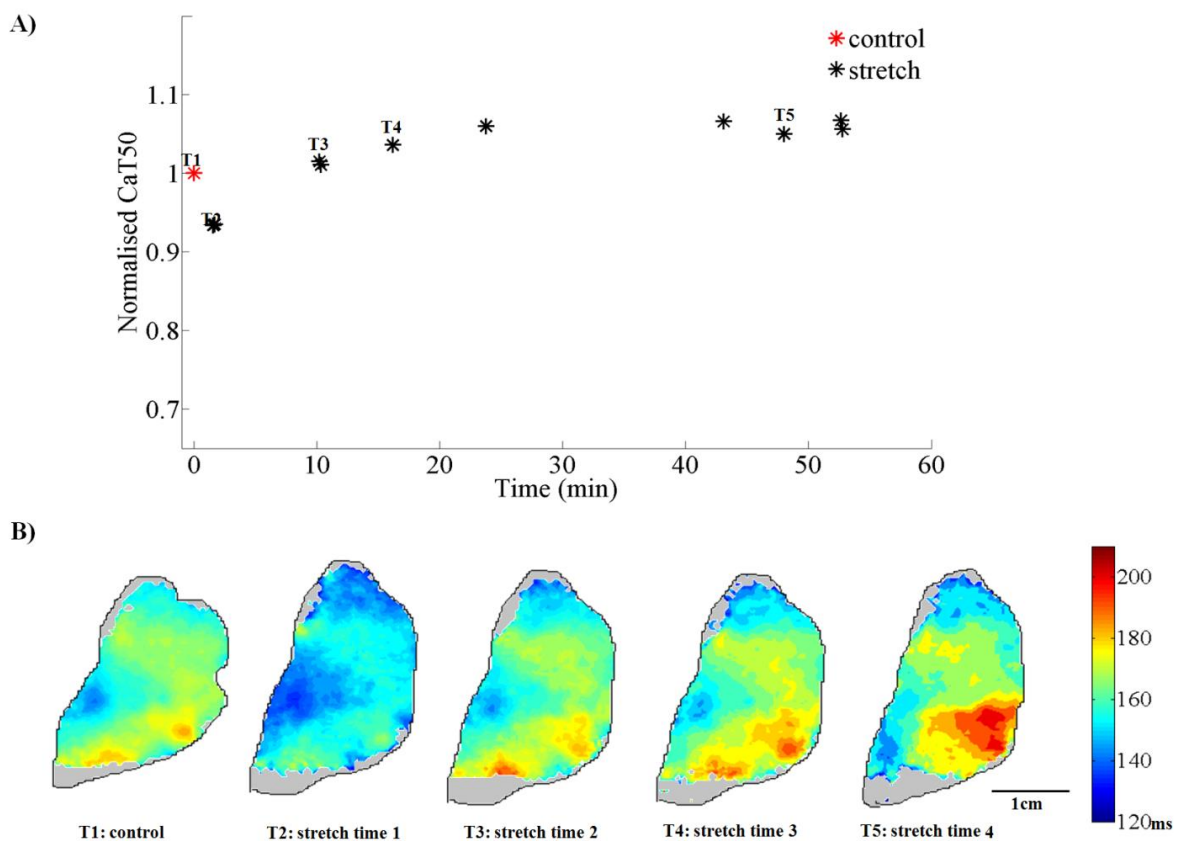 A)
control
stretch
Normalised CaT50
1.1
1
0.9
0.8
0.7
T1
T2
T3
T4
T5
0 10 20 30 40 50 60
Time (min)
B)
200
180
160
140
120 ms
1cm
T1: control
T2: stretch time 1
T3: stretch time 2
T4: stretch time 3
T5: stretch time 4